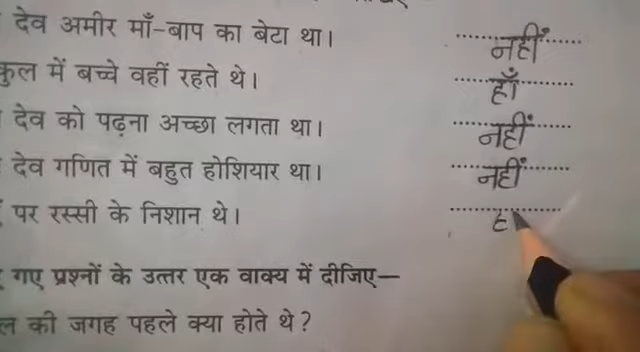 देव अमीर माँ-बाप का बेटा था। नहीं
कुल में बच्चे वहीं रहते थे। हाँ
देव को पढ़ना अच्छा लगता था। नहीं
देव गणित में बहुत होशियार था। नहीं
पर रस्सी के निशान थे। ह
गए प्रश्नों के उत्तर एक वाक्य में दीजिए—
ल की जगह पहले क्या होते थे?